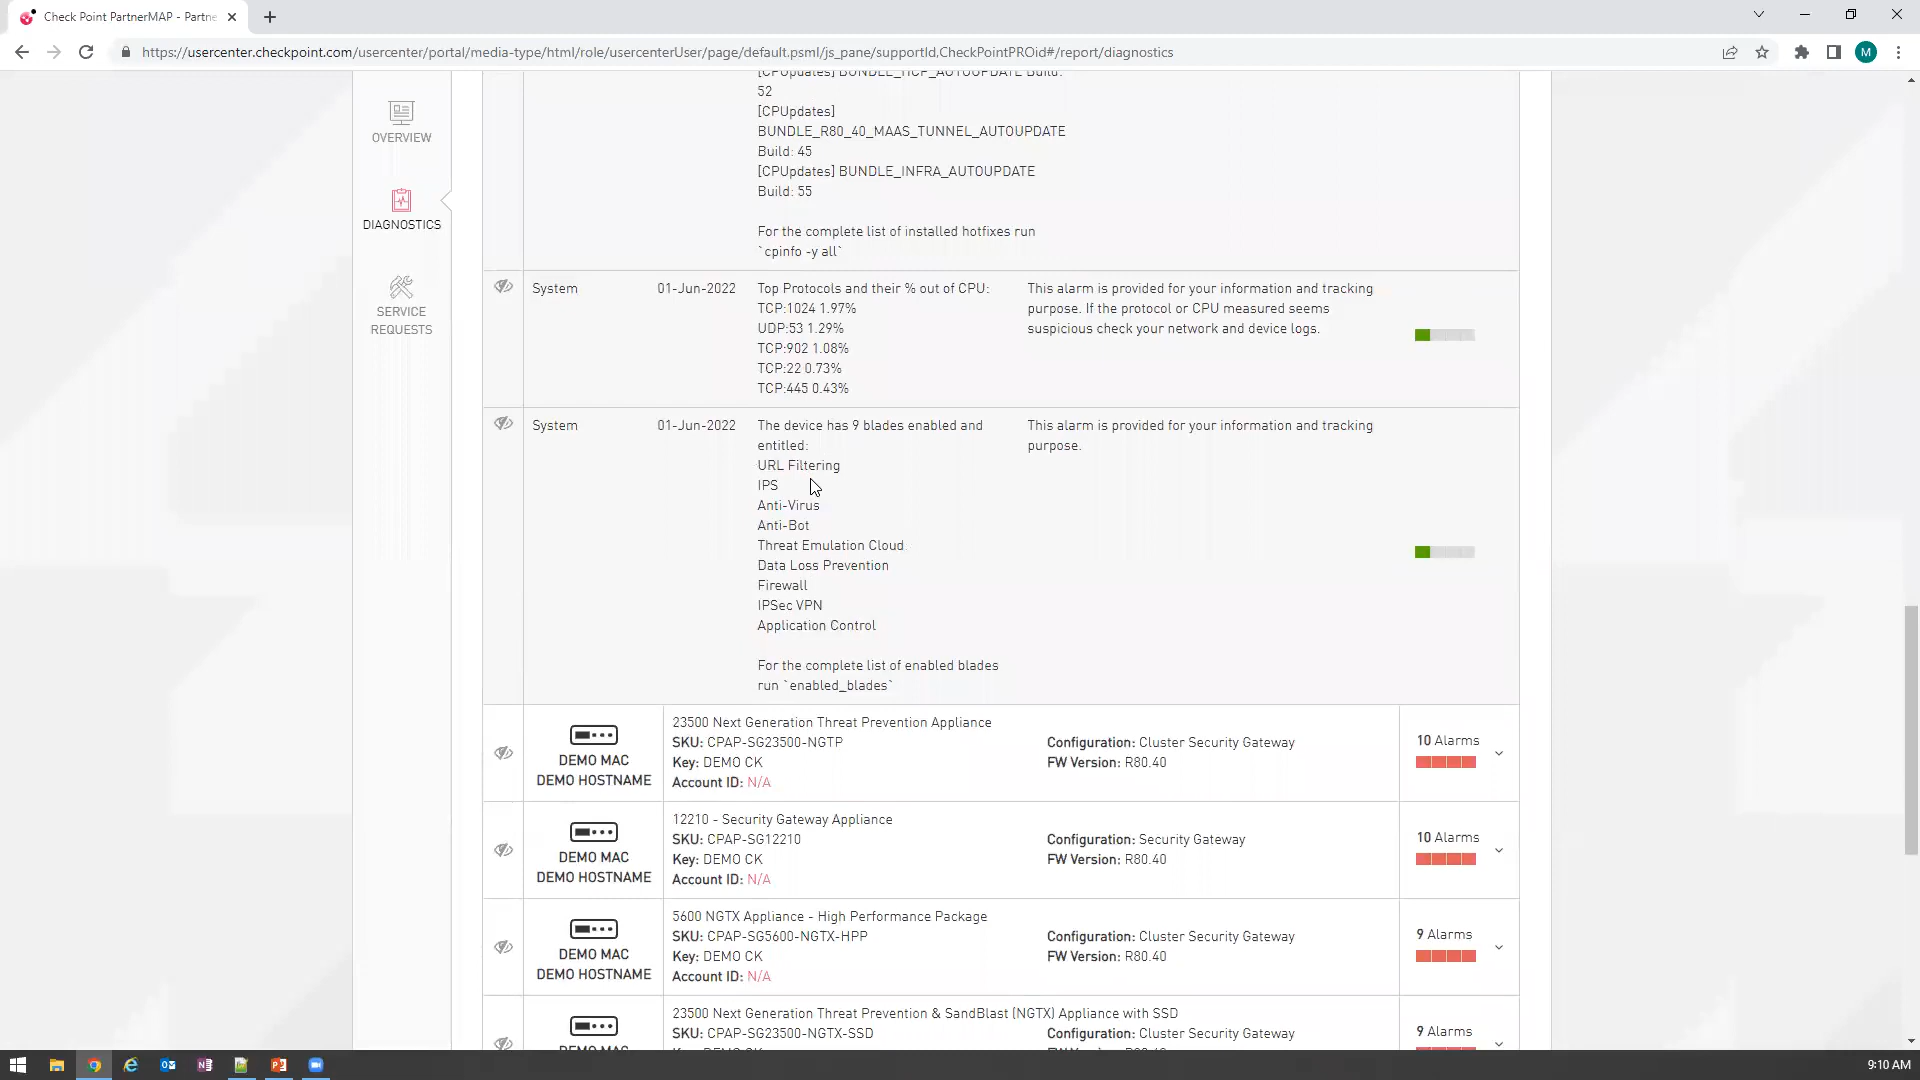 Check Point PartnerMAP - Partne
https://usercenter.checkpoint.com/usercenter/portal/media-type/html/role/usercenterUser/page/default.psml/js_pane/supportId,CheckPointPROid#/report/diagnostics
M
OVERVIEW
DIAGNOSTICS
SERVICE
REQUESTS
[CPUpdates] BUNDLE_HCP_AUTOUPDATE Build:
52
[CPUpdates]
BUNDLE_R80_40_MAAS_TUNNEL_AUTOUPDATE
Build: 45
[CPUpdates] BUNDLE_INFRA_AUTOUPDATE
Build: 55
For the complete list of installed hotfixes run
`cpinfo -y all`
System
01-Jun-2022
Top Protocols and their % out of CPU:
TCP:1024 1.97%
UDP:53 1.29%
TCP:902 1.08%
TCP:22 0.73%
TCP:445 0.43%
This alarm is provided for your information and tracking
purpose. If the protocol or CPU measured seems
suspicious check your network and device logs.
System
01-Jun-2022
The device has 9 blades enabled and
entitled:
URL Filtering
IPS
Anti-Virus
Anti-Bot
Threat Emulation Cloud
Data Loss Prevention
Firewall
IPSec VPN
Application Control
For the complete list of enabled blades
run `enabled_blades`
This alarm is provided for your information and tracking
purpose.
DEMO MAC
DEMO HOSTNAME
23500 Next Generation Threat Prevention Appliance
SKU: CPAP-SG23500-NGTP
Key: DEMO CK
Account ID: N/A
Configuration: Cluster Security Gateway
FW Version: R80.40
10 Alarms
DEMO MAC
DEMO HOSTNAME
12210 - Security Gateway Appliance
SKU: CPAP-SG12210
Key: DEMO CK
Account ID: N/A
Configuration: Security Gateway
FW Version: R80.40
10 Alarms
DEMO MAC
DEMO HOSTNAME
5600 NGTX Appliance - High Performance Package
SKU: CPAP-SG5600-NGTX-HPP
Key: DEMO CK
Account ID: N/A
Configuration: Cluster Security Gateway
FW Version: R80.40
9 Alarms
DEMO MAC
23500 Next Generation Threat Prevention & SandBlast (NGTX) Appliance with SSD
SKU: CPAP-SG23500-NGTX-SSD
Key: DEMO CK
Configuration: Cluster Security Gateway
FW Version: R80.40
9 Alarms
9:10 AM